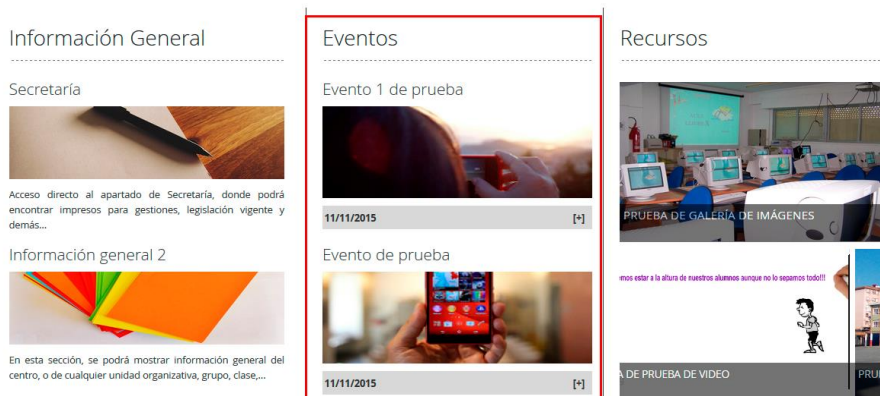 Información General
Secretaría
Acceso directo al apartado de Secretaría, donde podrá
encontrar impresos para gestiones, legislación vigente y
demás...
Información general 2
En esta sección, se podrá mostrar información general del
centro, o de cualquier unidad organizativa, grupo, clase,...
Eventos
Evento 1 de prueba
11/11/2015 [+]
Evento de prueba
11/11/2015 [+]
Recursos
PRUEBA DE GALERÍA DE IMÁGENES
mos estar a la altura de nuestros alumnos aunque no lo sepamos todo!!!
A DE PRUEBA DE VIDEO
PRUE